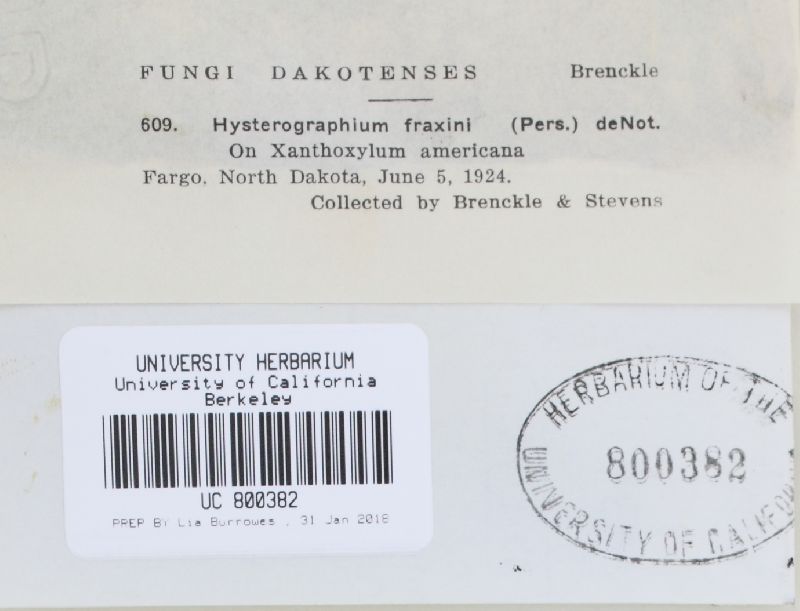 FUNGI DAKOTENSES Brenckle
609. Hysterographium fraxini (Pers.) deNot.
On Xanthoxylum americana
Fargo, North Dakota, June 5, 1924.
Collected by Brenckle & Stevens
UNIVERSITY HERBARIUM
University of California
Berkeley
UC 800382
PREP BY Lia Burrowes , 31 Jan 2018
HERBARIUM OF THE
800382
UNIVERSITY OF CALIFOR